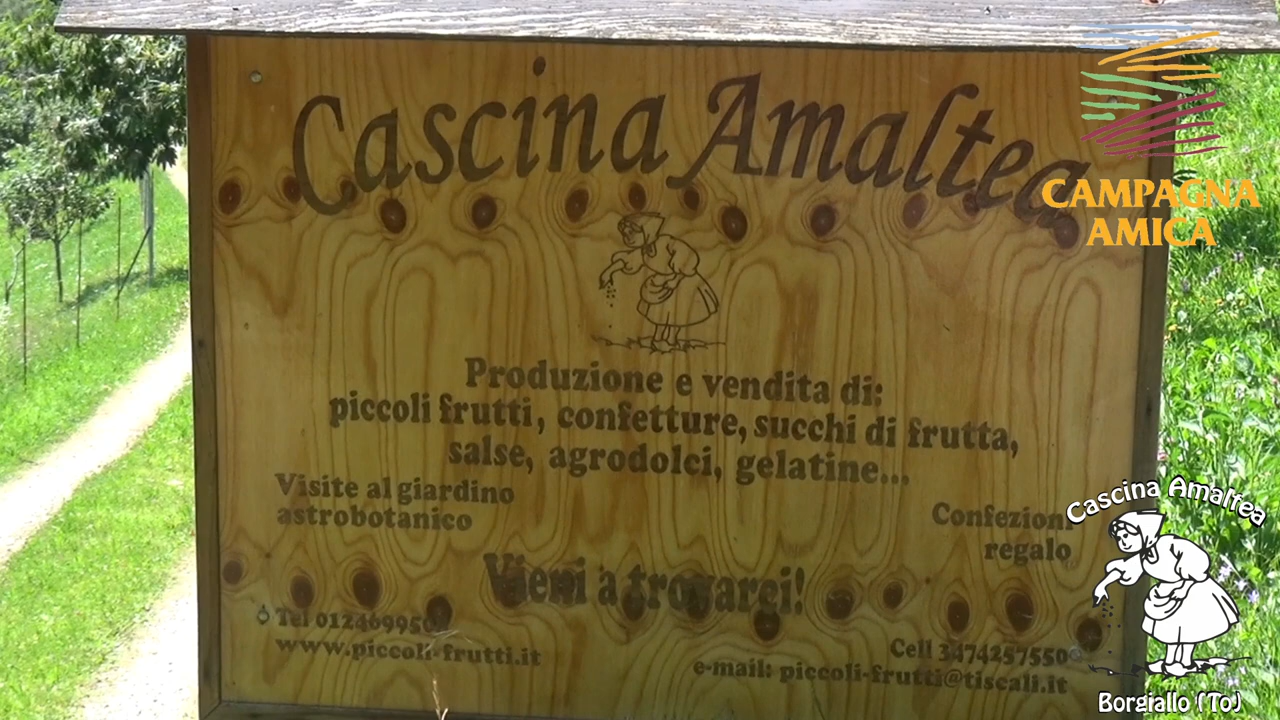 Cascina Amaltea
CAMPAGNA
AMICA
Produzione e vendita di:
piccoli frutti, confetture, succhi di frutta,
salse, agrodolci, gelatine...
Visite al giardino
astrobotanico
Confezioni
regalo
Vieni a trovarci!
Tel
www.piccoli-frutti.it
Cell 3474257550
e-mail: piccoli-frutti@tiscali.it
Cascina Amaltea
Borgiallo (To)